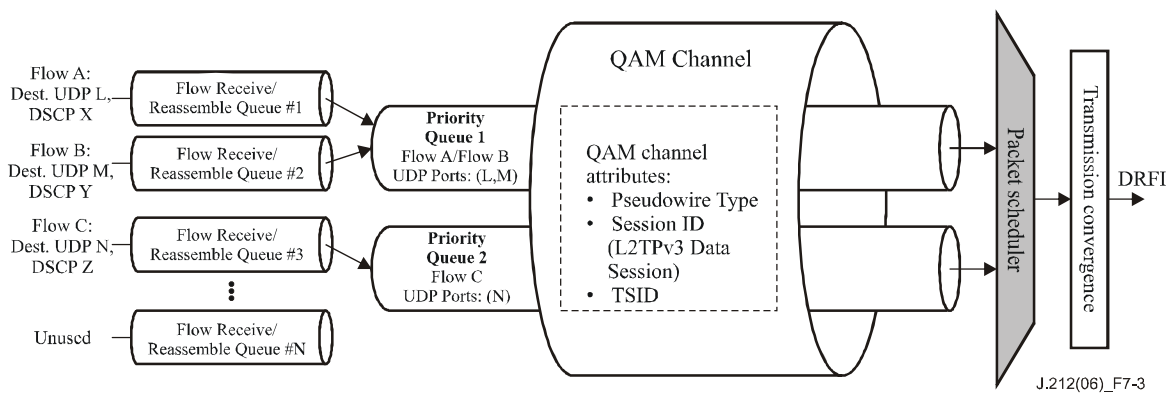 Flow A:
Dest. UDP L,
DSCP X
Flow Receive/
Reassemble Queue #1
Flow B:
Dest. UDP M,
DSCP Y
Flow Receive/
Reassemble Queue #2
Flow C:
Dest. UDP N,
DSCP Z
Flow Receive/
Reassemble Queue #3
Unused
Flow Receive/
Reassemble Queue #N
Priority
Queue 1
Flow A/Flow B
UDP Ports: (L,M)
Priority
Queue 2
Flow C
UDP Ports: (N)
QAM Channel
QAM channel
attributes:
• Pseudowire Type
• Session ID
(L2TPv3 Data
Session)
• TSID
Packet scheduler
Transmission convergence
DRFI
J.212(06)_F7-3